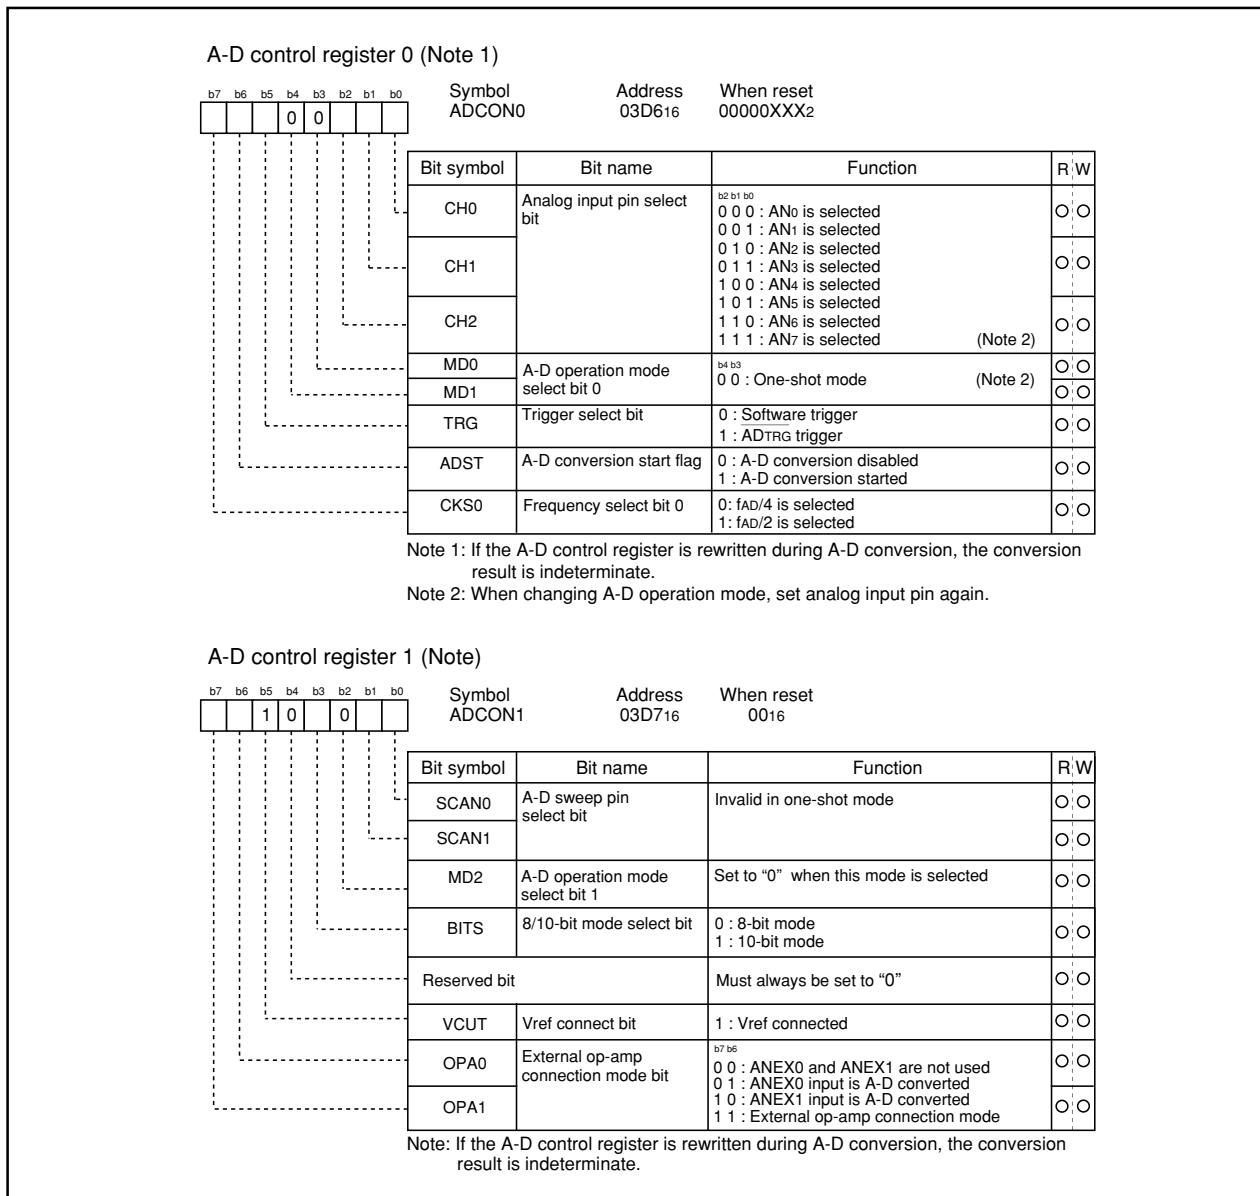 A-D control register 0 (Note 1)
b7 b6 b5 b4 b3 b2 b1 b0
0 0
Symbol Address When reset
ADCON0 03D616 00000XXX2
Bit symbol Bit name Function R W
CH0 Analog input pin select bit
b2 b1 b0
0 0 0 : AN0 is selected
0 0 1 : AN1 is selected
0 1 0 : AN2 is selected
CH1
0 1 1 : AN3 is selected
1 0 0 : AN4 is selected
1 0 1 : AN5 is selected
CH2
1 1 0 : AN6 is selected
1 1 1 : AN7 is selected (Note 2)
MD0
MD1
A-D operation mode
select bit 0
b4 b3
0 0 : One-shot mode (Note 2)
TRG Trigger select bit
0 : Software trigger
1 : ADTRG trigger
ADST A-D conversion start flag
0 : A-D conversion disabled
1 : A-D conversion started
CKS0 Frequency select bit 0
0: fAD/4 is selected
1: fAD/2 is selected
Note 1: If the A-D control register is rewritten during A-D conversion, the conversion
result is indeterminate.
Note 2: When changing A-D operation mode, set analog input pin again.
A-D control register 1 (Note)
b7 b6 b5 b4 b3 b2 b1 b0
1 0 0
Symbol Address When reset
ADCON1 03D716 0016
Bit symbol Bit name Function R W
SCAN0
A-D sweep pin
select bit
Invalid in one-shot mode
SCAN1
MD2
A-D operation mode
select bit 1
Set to “0” when this mode is selected
BITS 8/10-bit mode select bit
0 : 8-bit mode
1 : 10-bit mode
Reserved bit Must always be set to “0”
VCUT Vref connect bit 1 : Vref connected
OPA0
External op-amp
connection mode bit
b7 b6
0 0 : ANEX0 and ANEX1 are not used
0 1 : ANEX0 input is A-D converted
1 0 : ANEX1 input is A-D converted
1 1 : External op-amp connection mode
OPA1
Note: If the A-D control register is rewritten during A-D conversion, the conversion
result is indeterminate.